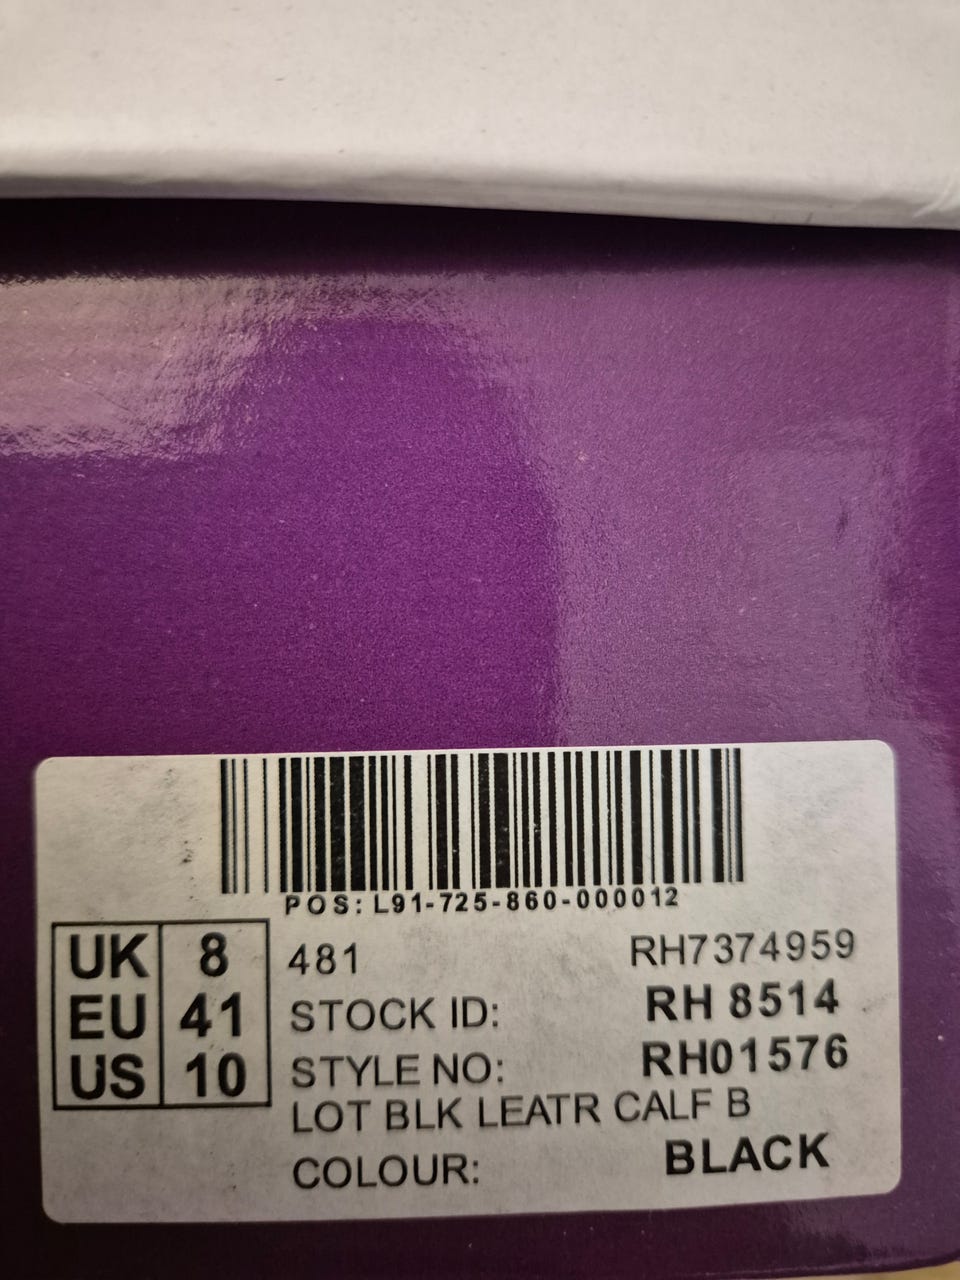 POS: L91-725-860-000012
UK 8
EU 41
US 10
481 RH7374959
STOCK ID: RH 8514
STYLE NO: RH01576
LOT BLK LEATR CALF B
COLOUR: BLACK